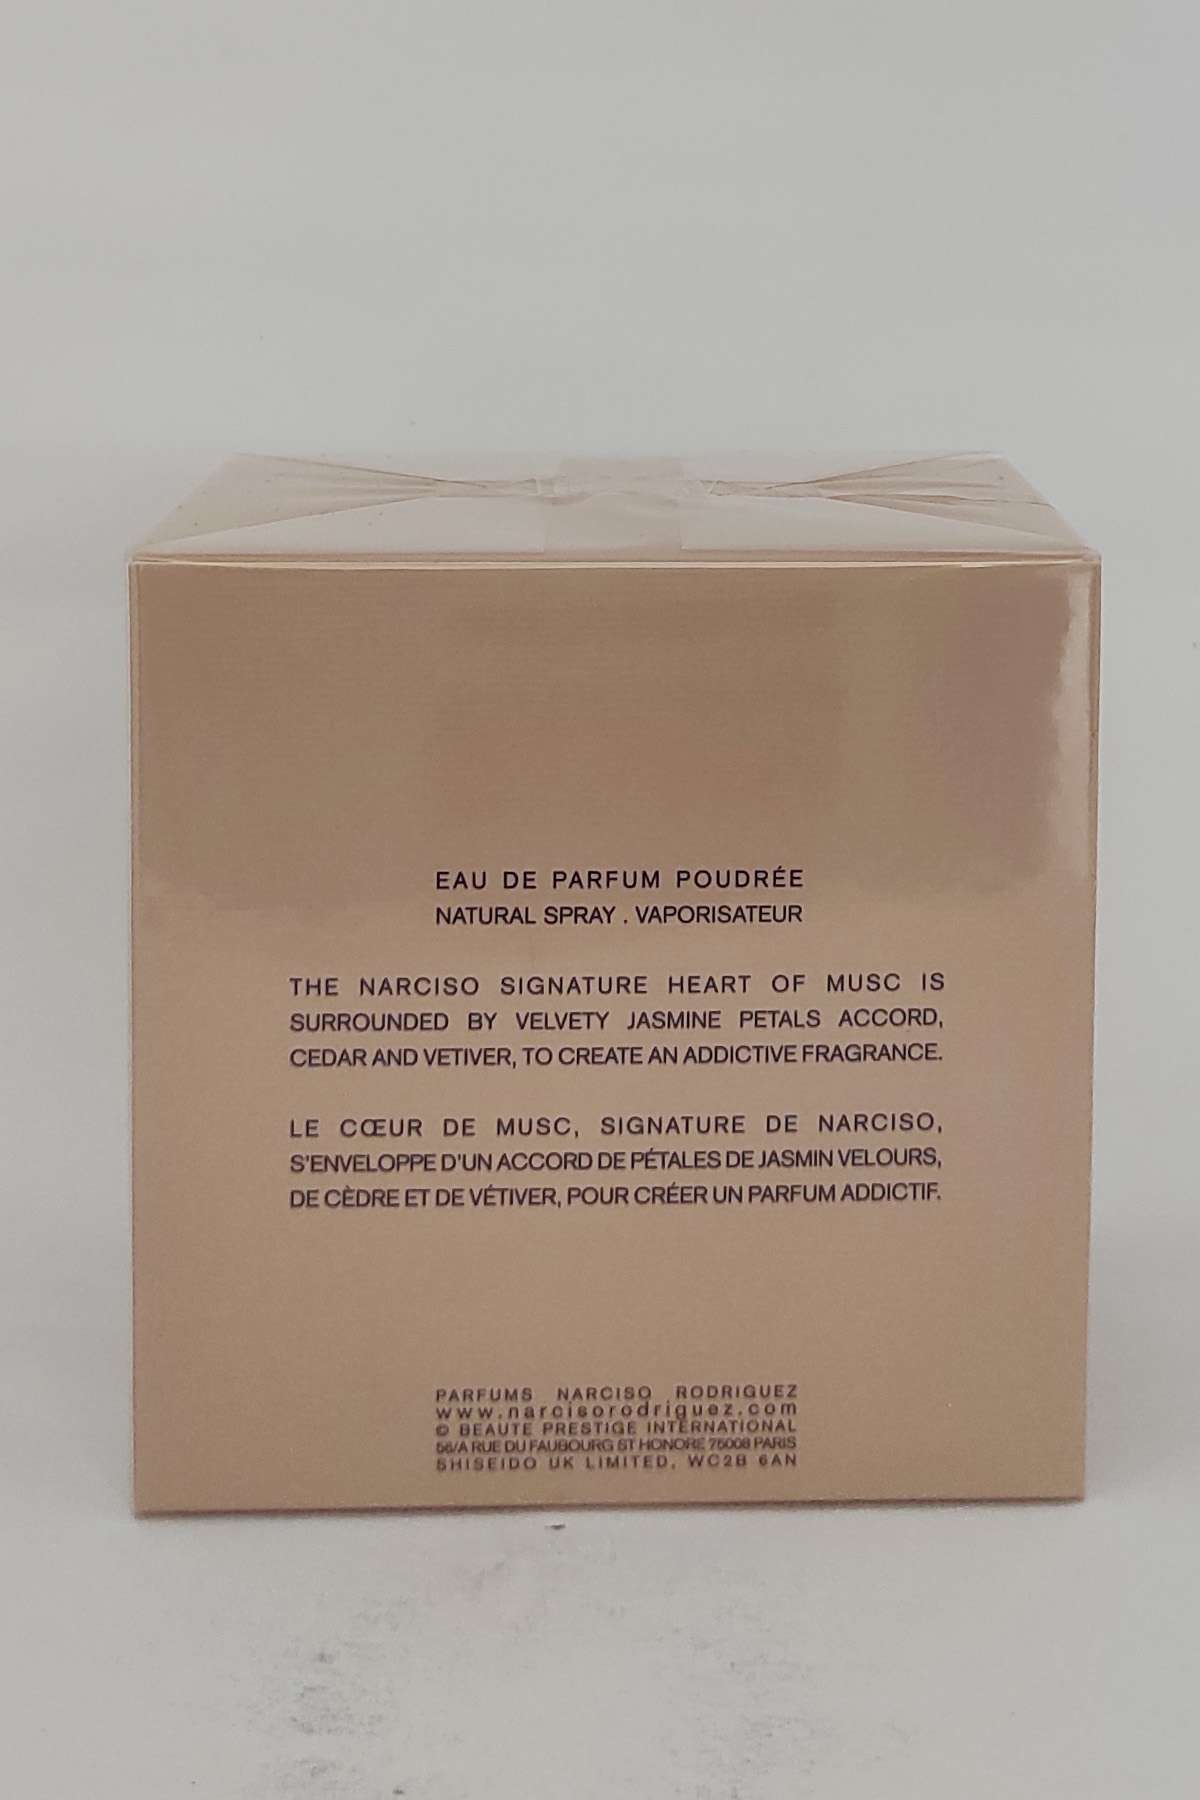 EAU DE PARFUM POUDRÉE
NATURAL SPRAY . VAPORISATEUR
THE NARCISO SIGNATURE HEART OF MUSC IS
SURROUNDED BY VELVETY JASMINE PETALS ACCORD,
CEDAR AND VETIVER, TO CREATE AN ADDICTIVE FRAGRANCE.
LE CŒUR DE MUSC, SIGNATURE DE NARCISO,
S'ENVELOPPE D'UN ACCORD DE PÉTALES DE JASMIN VELOURS,
DE CÈDRE ET DE VÉTIVER, POUR CRÉER UN PARFUM ADDICTIF.
PARFUMS NARCISO RODRIGUEZ
www.narcisorodriguez.com
© BEAUTE PRESTIGE INTERNATIONAL
56/A RUE DU FAUBOURG ST HONORE 75008 PARIS
SHISEIDO UK LIMITED, WC2B 6AN